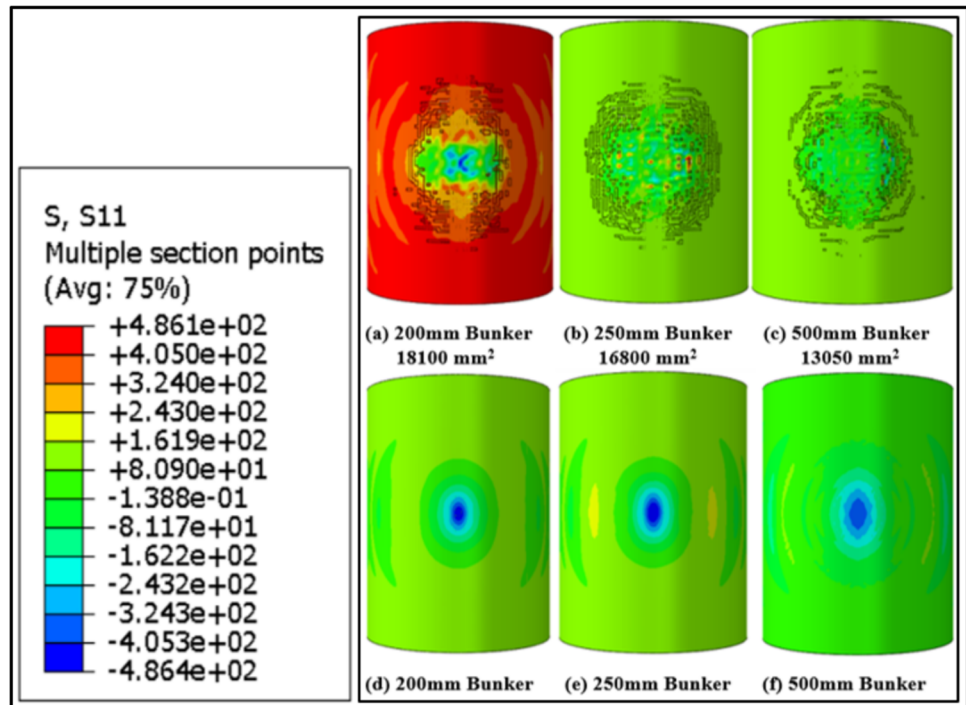 S, S11
Multiple section points
(Avg: 75%)
+4.861e+02
+4.050e+02
+3.240e+02
+2.430e+02
+1.619e+02
+8.090e+01
-1.388e-01
-8.117e+01
-1.622e+02
-2.432e+02
-3.243e+02
-4.053e+02
-4.864e+02
(a) 200mm Bunker
18100 mm²
(b) 250mm Bunker
16800 mm²
(c) 500mm Bunker
13050 mm²
(d) 200mm Bunker
(e) 250mm Bunker
(f) 500mm Bunker